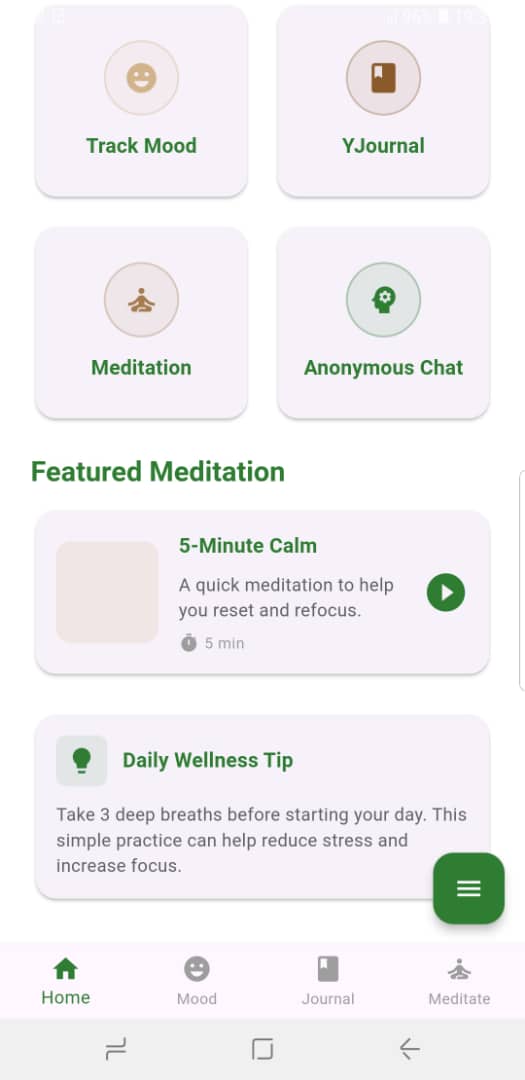 96%
Track Mood
YJournal
Meditation
Anonymous Chat
Featured Meditation
5-Minute Calm
A quick meditation to help
you reset and refocus.
5 min
Daily Wellness Tip
Take 3 deep breaths before starting your day. This
simple practice can help reduce stress and
increase focus.
Home
Mood
Journal
Meditate